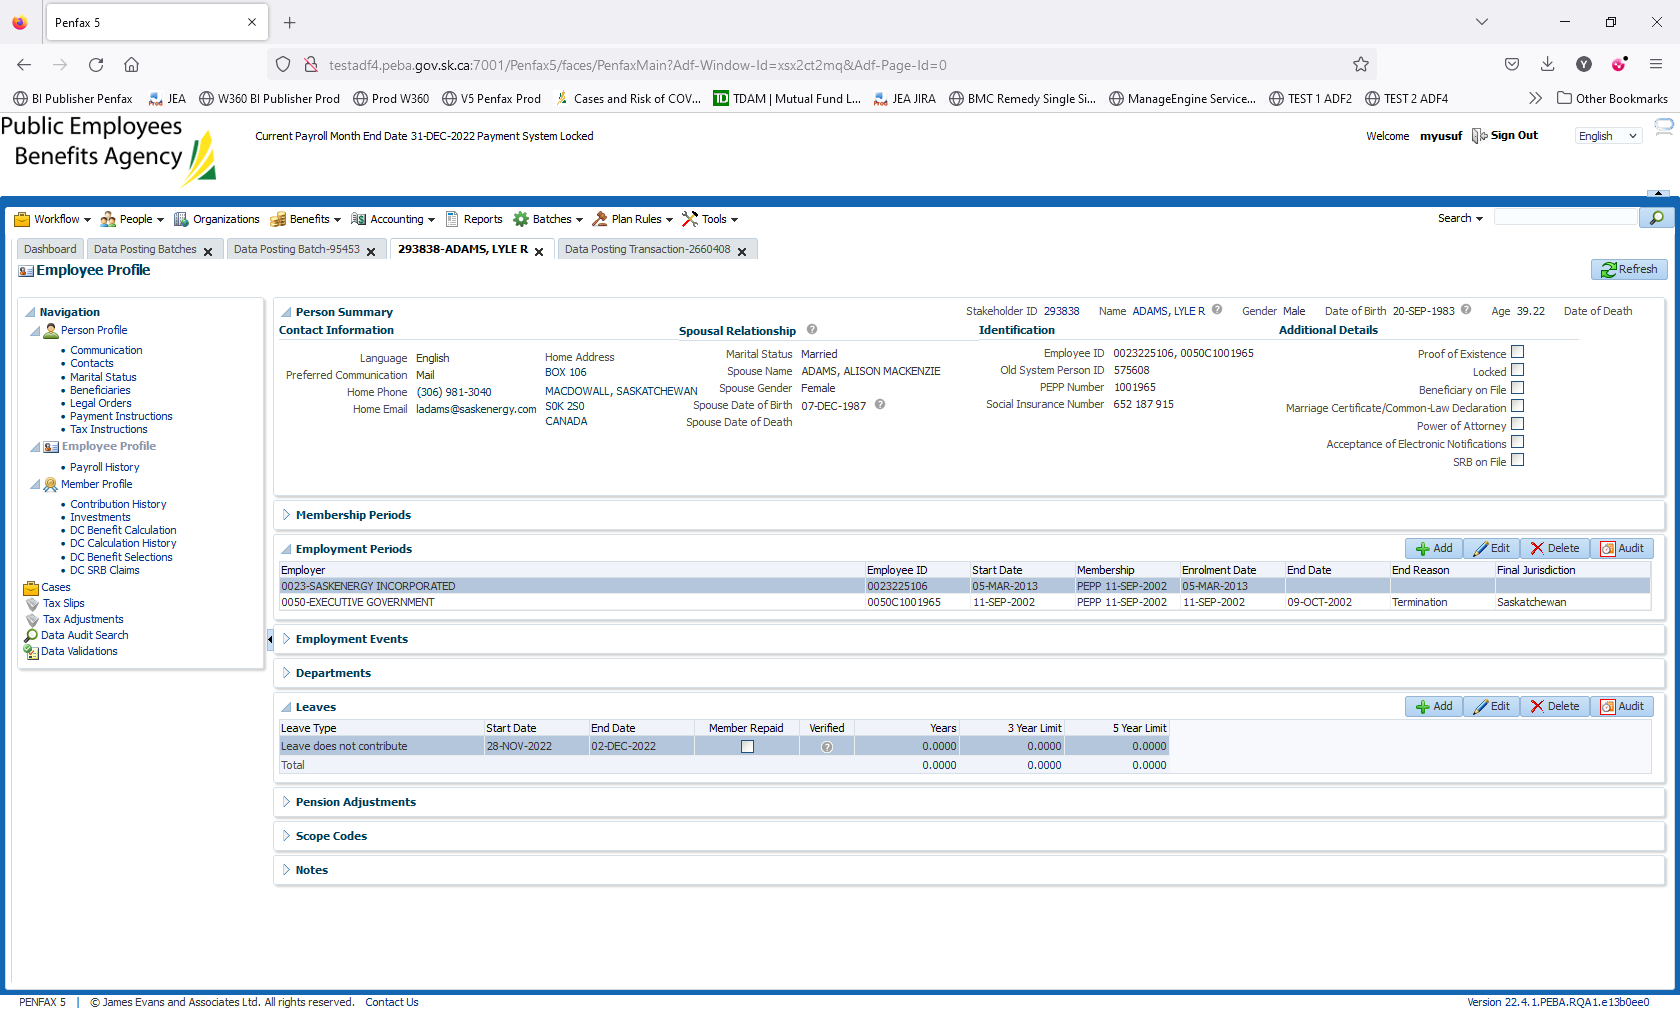 Penfax 5
testadf4.peba.gov.sk.ca:7001/Penfax5/faces/PenfaxMain?Adf-Window-Id=xsx2ct2mq&Adf-Page-Id=0
BI Publisher Penfax JEA W360 BI Publisher Prod Prod W360 V5 Penfax Prod Cases and Risk of COV... TDAM | Mutual Fund L... JEA JIRA BMC Remedy Single Si... ManageEngine Service... TEST 1 ADF2 TEST 2 ADF4 Other Bookmarks
Public Employees
Benefits Agency
Current Payroll Month End Date 31-DEC-2022 Payment System Locked
Welcome myusuf Sign Out English
Workflow People Organizations Benefits Accounting Reports Batches Plan Rules Tools Search
Dashboard Data Posting Batches Data Posting Batch-95453 293838-ADAMS, LYLE R Data Posting Transaction-2660408
Employee Profile
Refresh
Navigation
Person Profile
Communication
Contacts
Marital Status
Beneficiaries
Legal Orders
Payment Instructions
Tax Instructions
Employee Profile
Payroll History
Member Profile
Contribution History
Investments
DC Benefit Calculation
DC Calculation History
DC Benefit Selections
DC SRB Claims
Cases
Tax Slips
Tax Adjustments
Data Audit Search
Data Validations
Person Summary
Stakeholder ID 293838 Name ADAMS, LYLE R Gender Male Date of Birth 20-SEP-1983 Age 39.22 Date of Death
Contact Information
Language English
Preferred Communication Mail
Home Phone (306) 981-3040
Home Email ladams@saskenergy.com
Home Address
BOX 106
MACDOWALL, SASKATCHEWAN
S0K 2S0
CANADA
Spousal Relationship
Marital Status Married
Spouse Name ADAMS, ALISON MACKENZIE
Spouse Gender Female
Spouse Date of Birth 07-DEC-1987
Spouse Date of Death
Identification
Employee ID 0023225106, 0050C1001965
Old System Person ID 575608
PEPP Number 1001965
Social Insurance Number 652 187 915
Additional Details
Proof of Existence
Locked
Beneficiary on File
Marriage Certificate/Common-Law Declaration
Power of Attorney
Acceptance of Electronic Notifications
SRB on File
Membership Periods
Employment Periods
Add Edit Delete Audit
Employer Employee ID Start Date Membership Enrolment Date End Date End Reason Final Jurisdiction
0023-SASKENERGY INCORPORATED 0023225106 05-MAR-2013 PEPP 11-SEP-2002 05-MAR-2013
0050-EXECUTIVE GOVERNMENT 0050C1001965 11-SEP-2002 PEPP 11-SEP-2002 11-SEP-2002 09-OCT-2002 Termination Saskatchewan
Employment Events
Departments
Leaves
Add Edit Delete Audit
Leave Type Start Date End Date Member Repaid Verified Years 3 Year Limit 5 Year Limit
Leave does not contribute 28-NOV-2022 02-DEC-2022 0.0000 0.0000 0.0000
Total 0.0000 0.0000 0.0000
Pension Adjustments
Scope Codes
Notes
PENFAX 5 | © James Evans and Associates Ltd. All rights reserved. Contact Us
Version 22.4.1.PEBA.RQA1.e13b0ee0